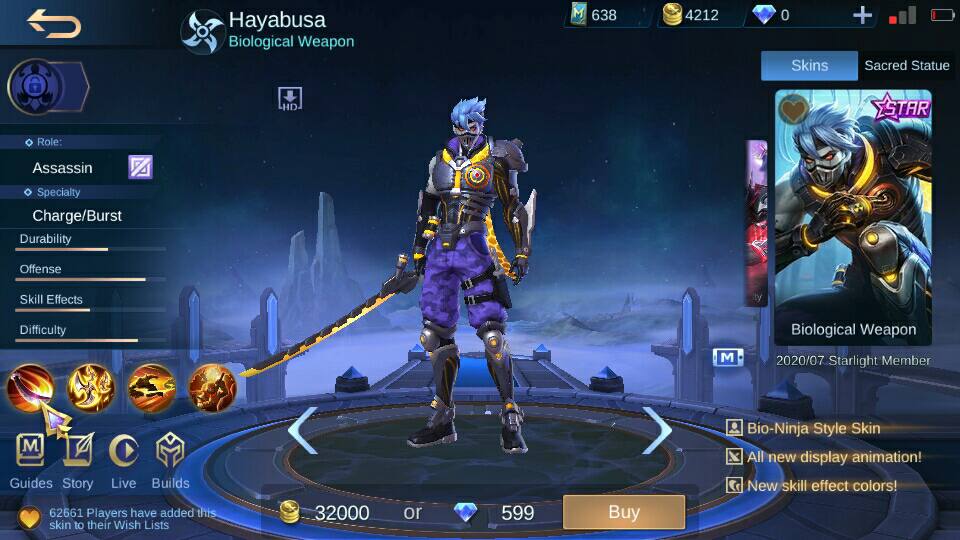 Hayabusa
Biological Weapon
638
4212
0
Skins
Sacred Statue
HD
STAR
Role:
Assassin
Specialty
Charge/Burst
Durability
Offense
Skill Effects
Difficulty
ty
Biological Weapon
M
2020/07 Starlight Member
Bio-Ninja Style Skin
All new display animation!
New skill effect colors!
M
Guides
Story
Live
Builds
62661 Players have added this
skin to their Wish Lists
32000
or
599
Buy